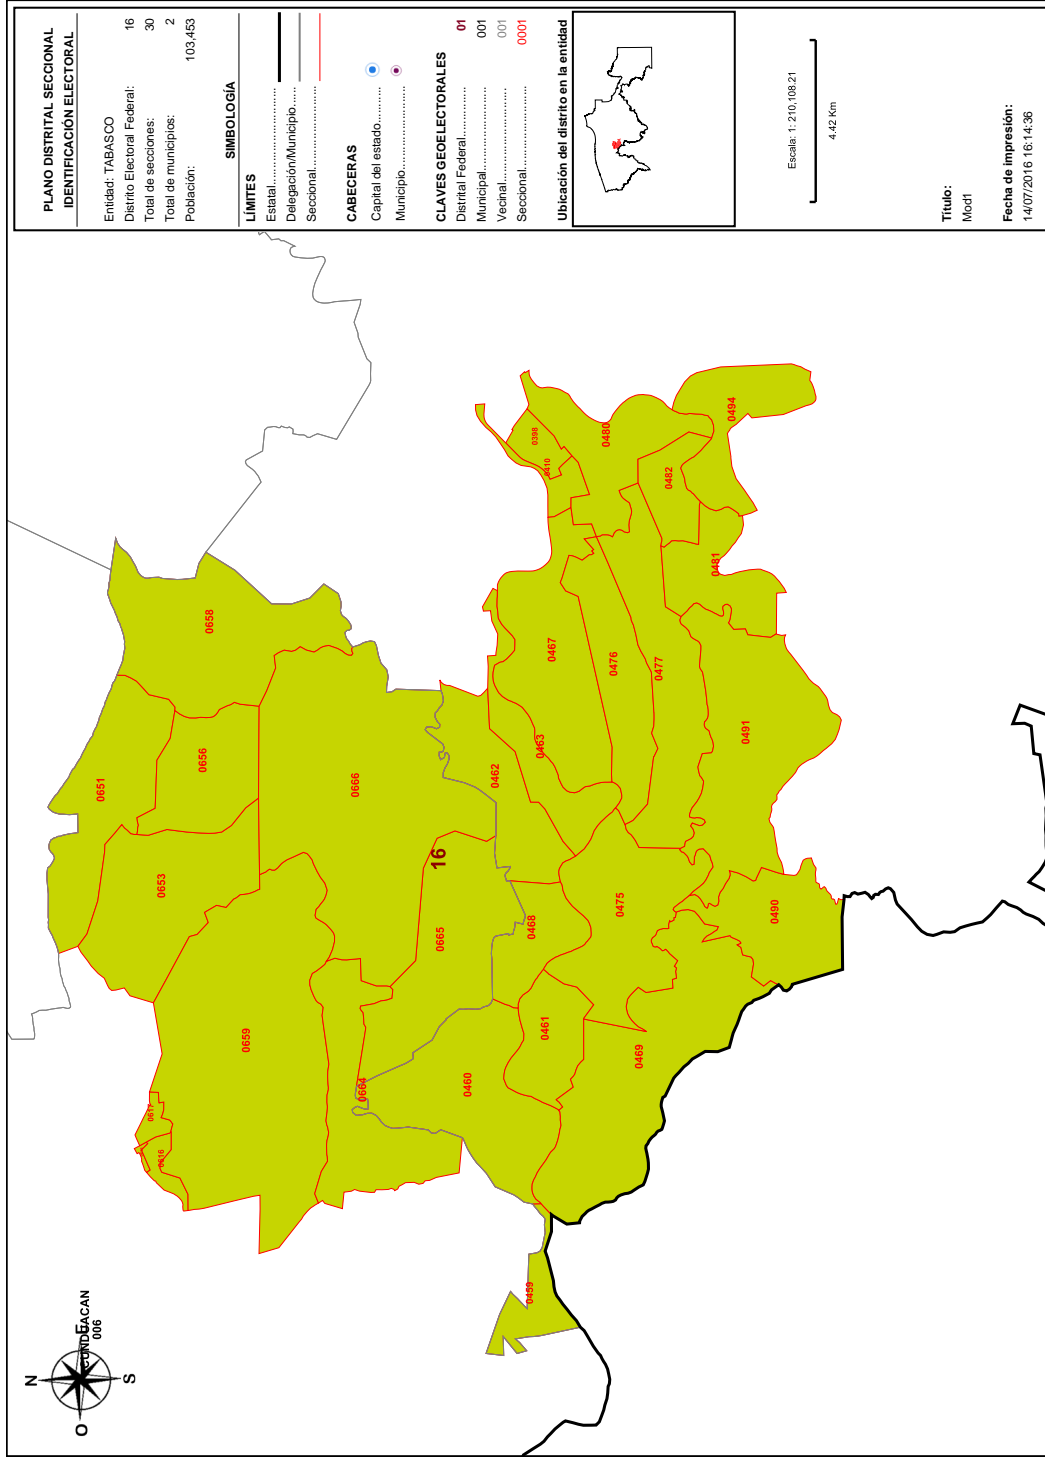 PLANO DISTRITAL SECCIONAL
IDENTIFICACIÓN ELECTORAL
Entidad: TABASCO
Distrito Electoral Federal: 16
Total de secciones: 30
Total de municipios: 2
Población: 103,453
SIMBOLOGÍA
LÍMITES
Estatal
Delegación/Municipio
Seccional
CABECERAS
Capital del estado
Municipio
CLAVES GEOELECTORALES
Distrital Federal 01
Municipal 001
Vecinal 001
Seccional 0001
Ubicación del distrito en la entidad
Escala: 1: 210,108.21
4.42 Km
Título:
Mod1
Fecha de impresión:
14/07/2016 16:14:36
N
O
E
S
CUNDUACAN
006
0651
0658
0656
0653
0666
0659
0617
0616
16
0665
0664
0660
0462
0463
0467
0476
0477
0398
0410
0480
0482
0494
0481
0491
0468
0475
0490
0461
0469
0460
0459